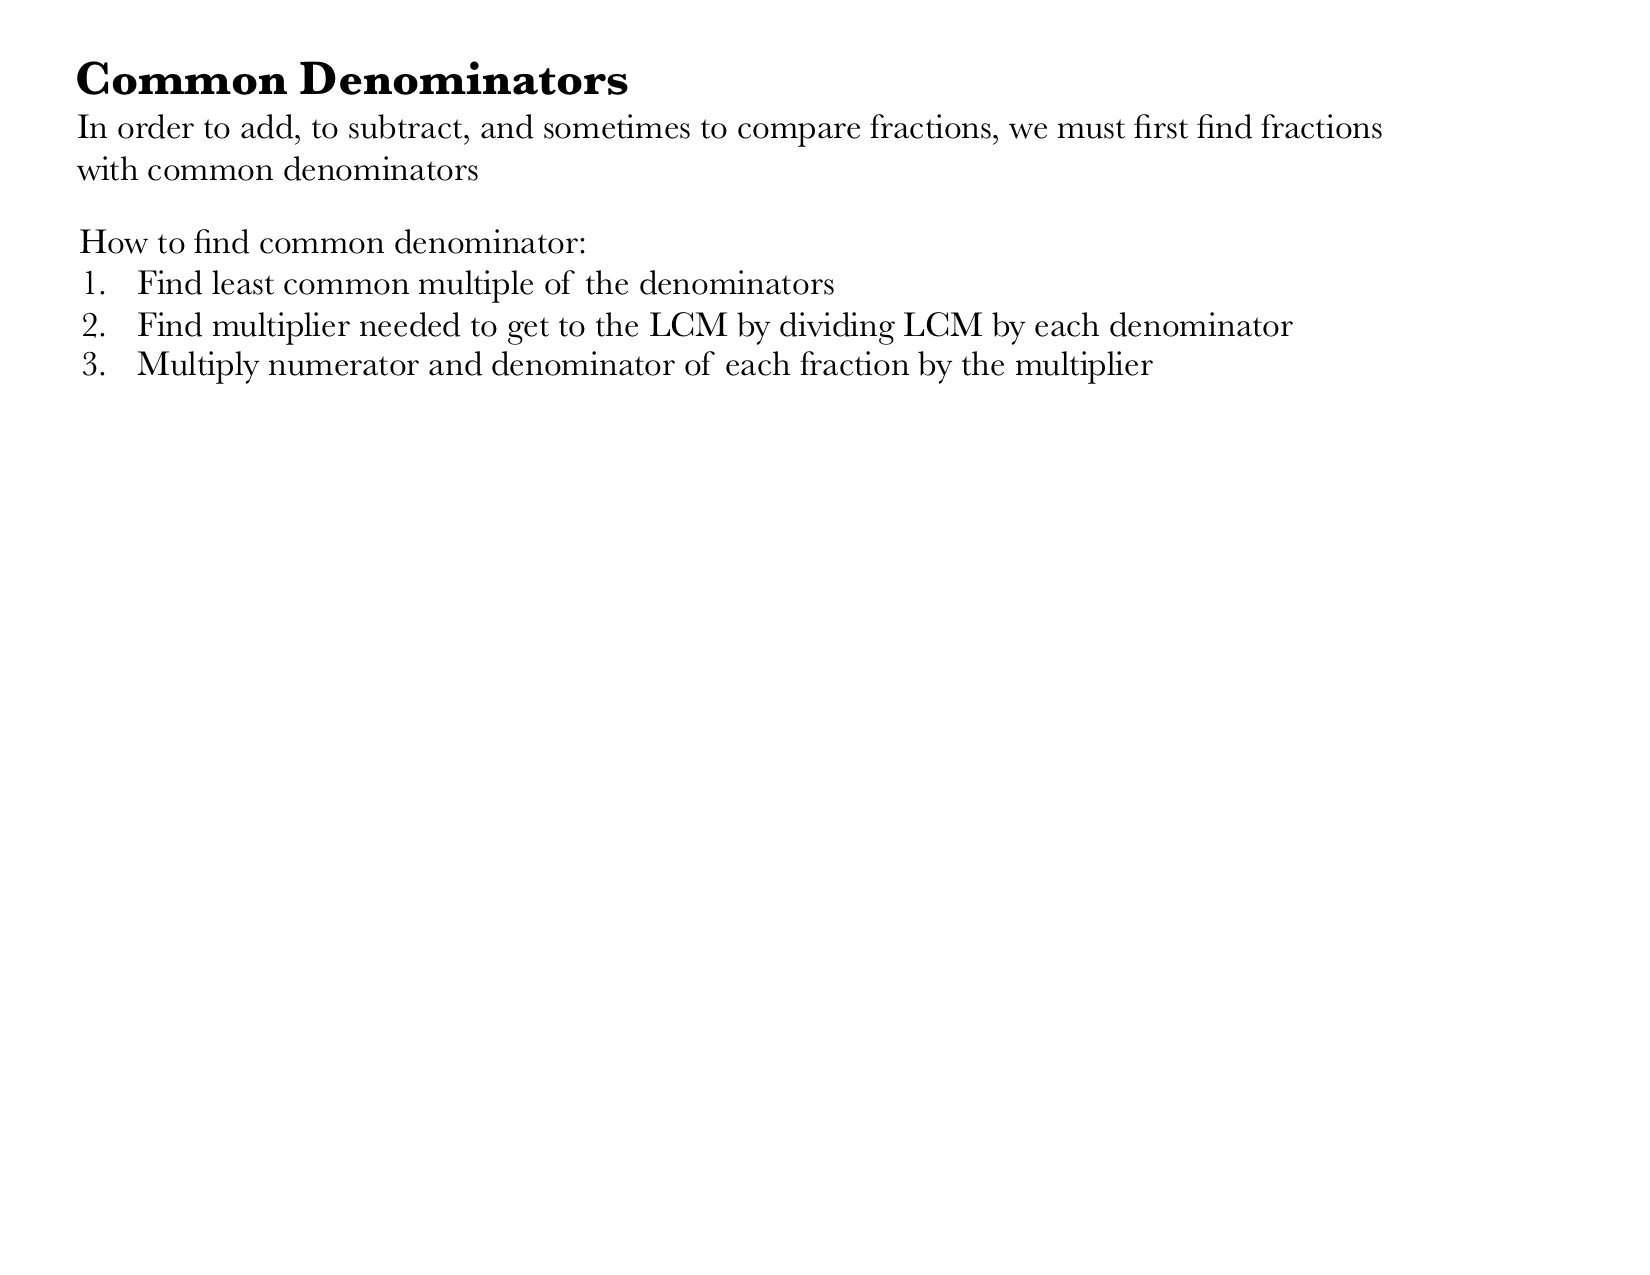 Common Denominators
In order to add, to subtract, and sometimes to compare fractions, we must first find fractions
with common denominators
How to find common denominator:
1. Find least common multiple of the denominators
2. Find multiplier needed to get to the LCM by dividing LCM by each denominator
3. Multiply numerator and denominator of each fraction by the multiplier